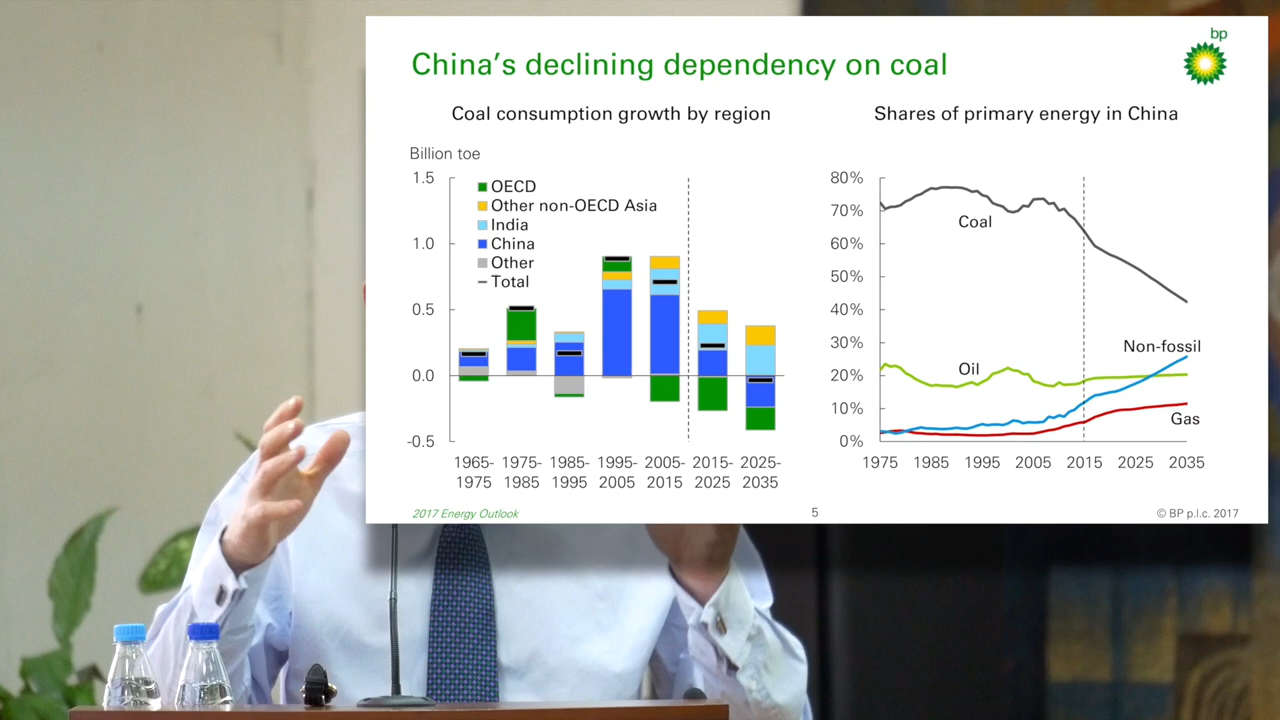 bp
China's declining dependency on coal
Coal consumption growth by region
Billion toe
1.5
1.0
0.5
0.0
-0.5
OECD
Other non-OECD Asia
India
China
Other
Total
1965-
1975
1975-
1985
1985-
1995
1995-
2005
2005-
2015
2015-
2025
2025-
2035
Shares of primary energy in China
80%
70%
60%
50%
40%
30%
20%
10%
0%
Coal
Non-fossil
Oil
Gas
1975 1985 1995 2005 2015 2025 2035
2017 Energy Outlook
5
© BP p.l.c. 2017